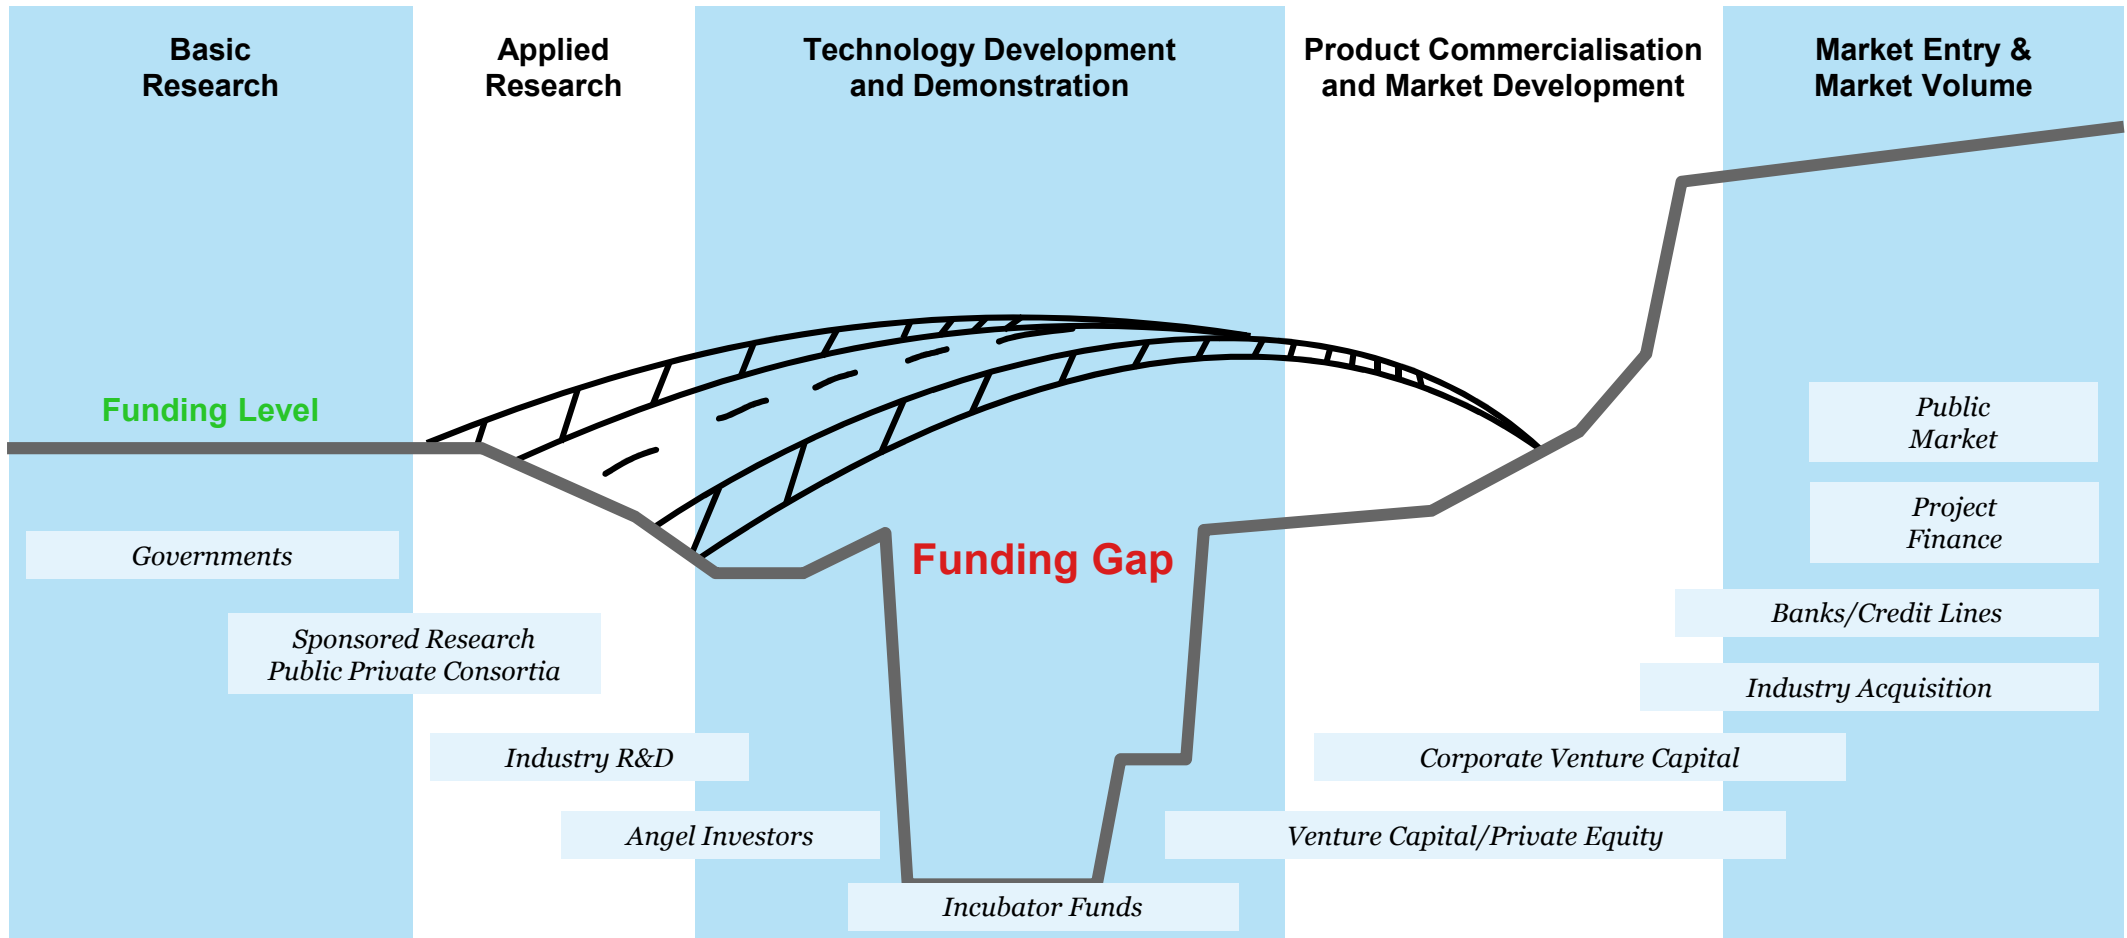 Basic
Research
Applied
Research
Technology Development
and Demonstration
Product Commercialisation
and Market Development
Market Entry &
Market Volume
Funding Level
Funding Gap
Governments
Sponsored Research
Public Private Consortia
Industry R&D
Angel Investors
Incubator Funds
Venture Capital/Private Equity
Corporate Venture Capital
Industry Acquisition
Banks/Credit Lines
Project
Finance
Public
Market